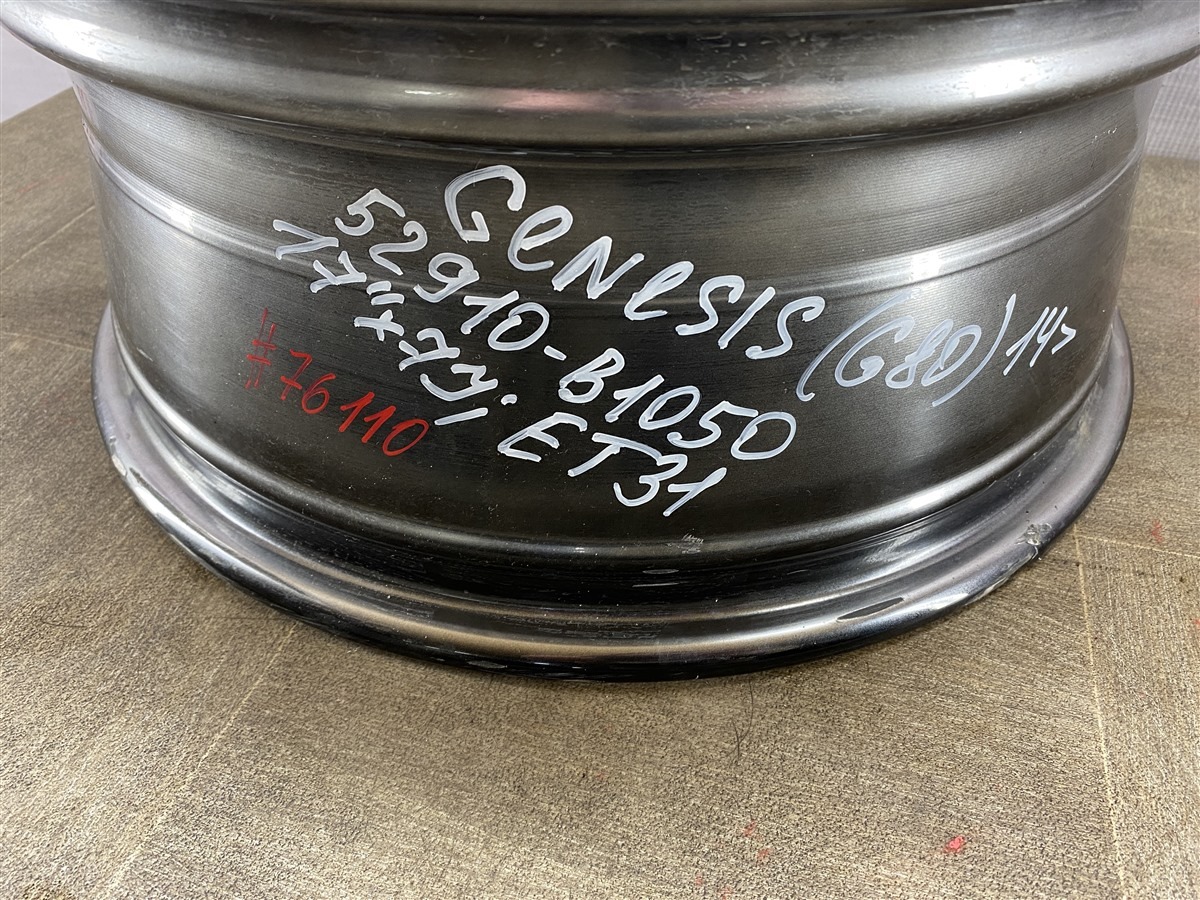 GeNeSIS (G80) 14>
52910-B1050
17"x7J. ET31
#76110